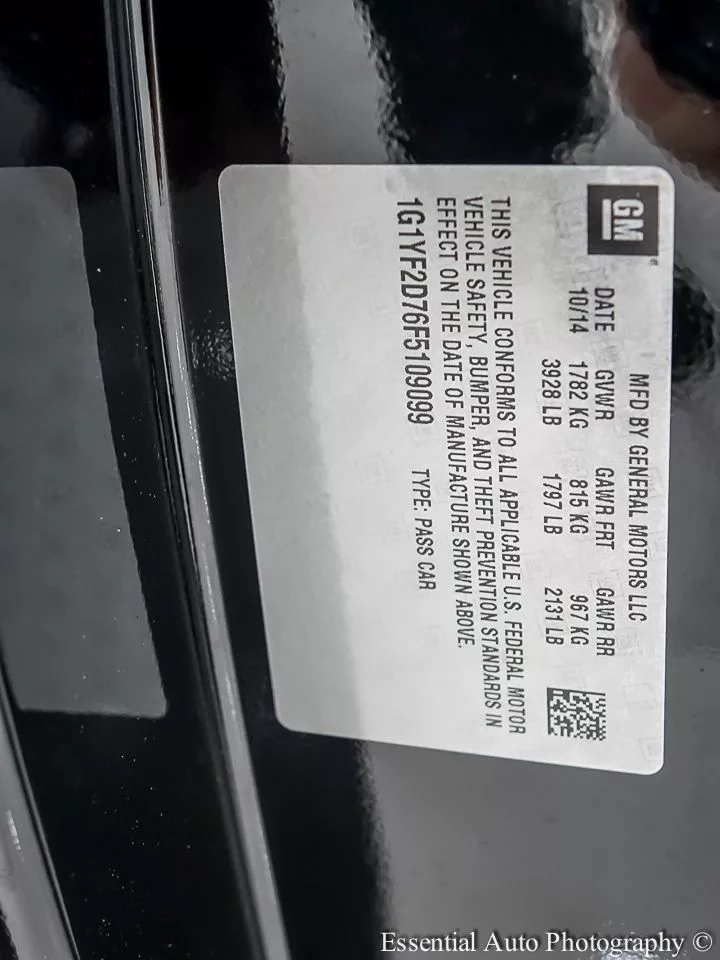 GM
MFD BY GENERAL MOTORS LLC
DATE GVWR GAWR FRT GAWR RR
10/14 1782 KG 815 KG 967 KG
3928 LB 1797 LB 2131 LB
THIS VEHICLE CONFORMS TO ALL APPLICABLE U.S. FEDERAL MOTOR
VEHICLE SAFETY, BUMPER, AND THEFT PREVENTION STANDARDS IN
EFFECT ON THE DATE OF MANUFACTURE SHOWN ABOVE.
1G1YF2D76F5109099 TYPE: PASS CAR
Essential Auto Photography ©